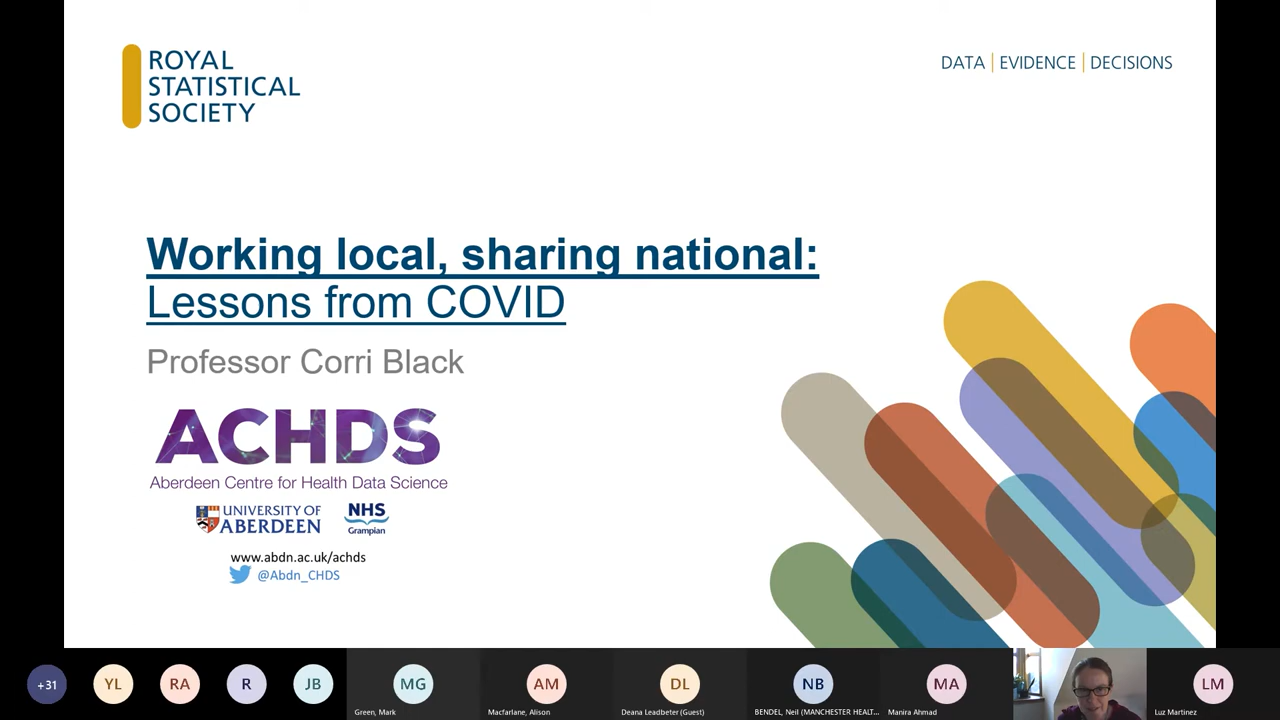 ROYAL
STATISTICAL
SOCIETY
DATA | EVIDENCE | DECISIONS
Working local, sharing national:
Lessons from COVID
Professor Corri Black
ACHDS
Aberdeen Centre for Health Data Science
UNIVERSITY OF
ABERDEEN
NHS
Grampian
www.abdn.ac.uk/achds
@Abdn_CHDS
+31
YL
RA
R
JB
MG
Green, Mark
AM
Macfarlane, Alison
DL
Deana Leadbeter (Guest)
NB
BENDEL, Neil (MANCHESTER HEALT...
MA
Manira Ahmad
LM
Luz Martinez